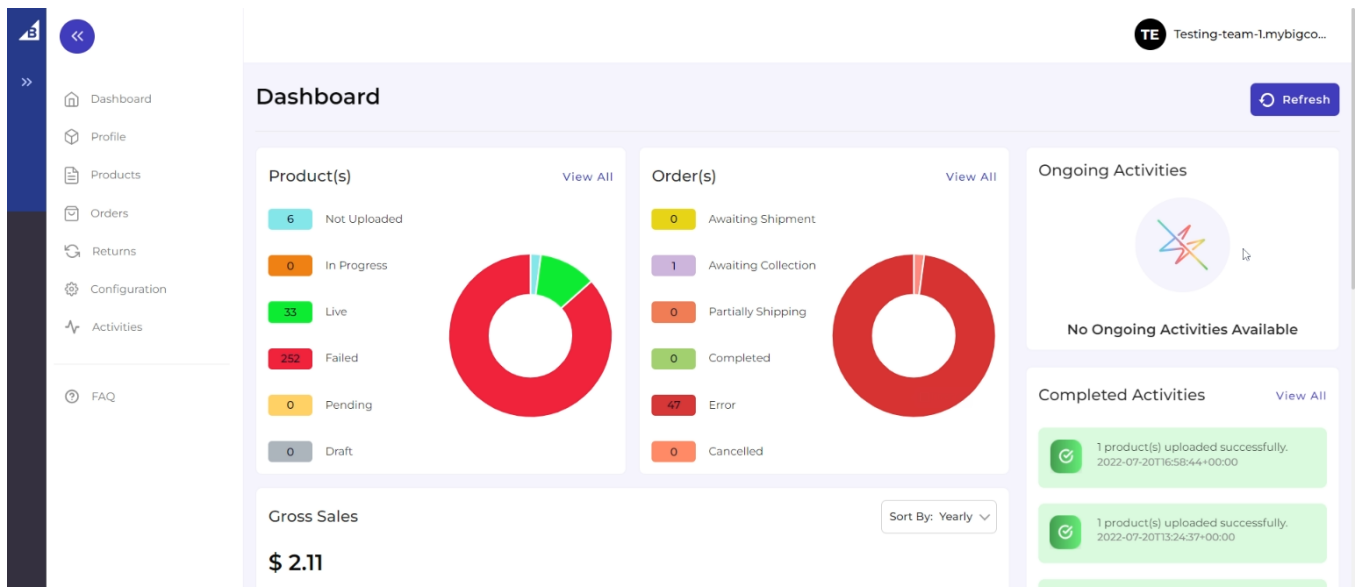 B
TE Testing-team-1.mybigco...
Dashboard
Profile
Products
Orders
Returns
Configuration
Activities
FAQ
Dashboard
Refresh
Product(s) View All
6 Not Uploaded
0 In Progress
33 Live
252 Failed
0 Pending
0 Draft
Order(s) View All
0 Awaiting Shipment
1 Awaiting Collection
0 Partially Shipping
0 Completed
47 Error
0 Cancelled
Gross Sales
Sort By: Yearly
$ 2.11
Ongoing Activities
No Ongoing Activities Available
Completed Activities View All
1 product(s) uploaded successfully.
2022-07-20T16:58:44+00:00
1 product(s) uploaded successfully.
2022-07-20T13:24:37+00:00